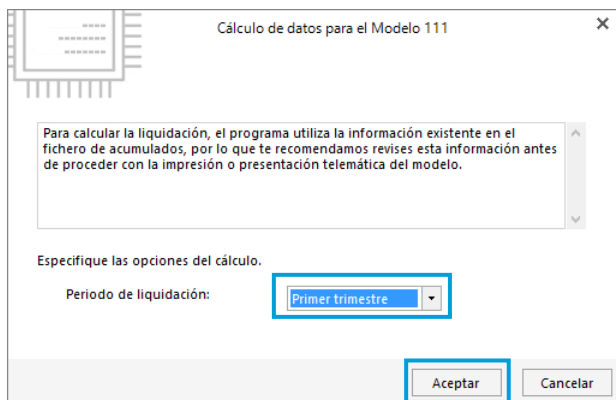 Cálculo de datos para el Modelo 111
Para calcular la liquidación, el programa utiliza la información existente en el
fichero de acumulados, por lo que te recomendamos revises esta información antes
de proceder con la impresión o presentación telemática del modelo.
Especifique las opciones del cálculo.
Periodo de liquidación:
Primer trimestre
Aceptar
Cancelar